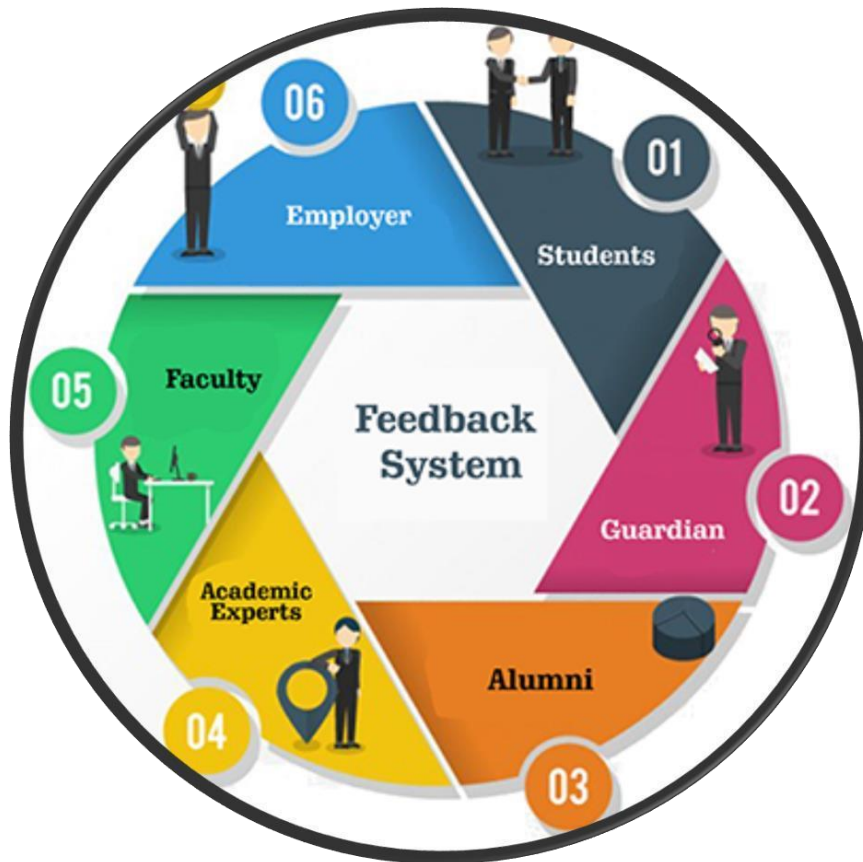 Feedback
System
01
Students
02
Guardian
03
Alumni
04
Academic
Experts
05
Faculty
06
Employer